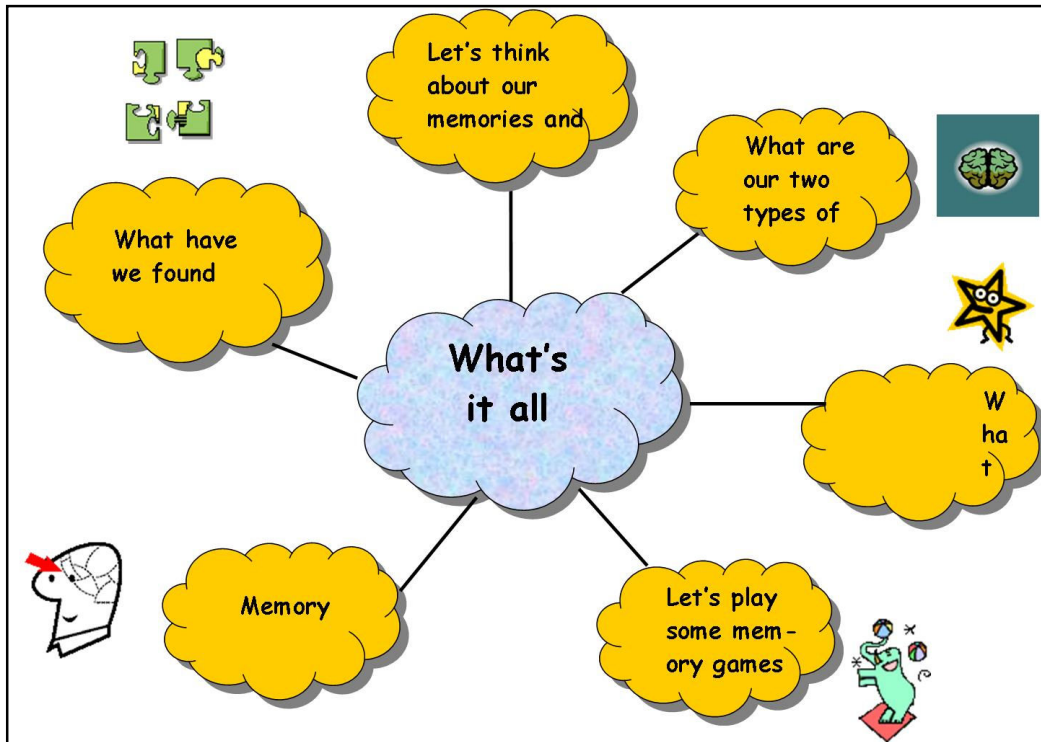 Let's think
about our
memories and
What are
our two
types of
What have
we found
What's
it all
W
ha
t
Memory
Let's play
some mem-
ory games